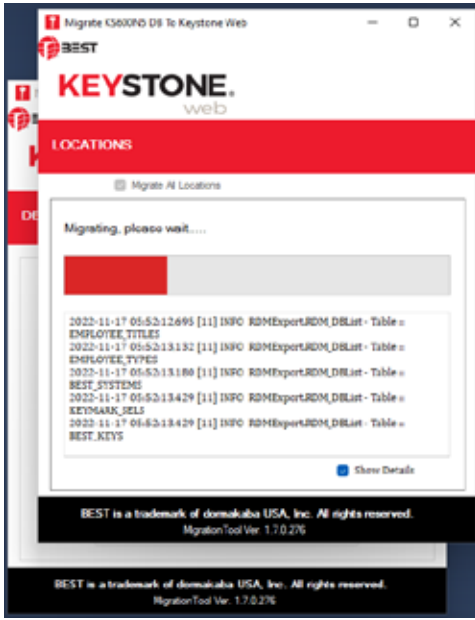 Migrate KS600N5 DB To Keystone Web
BEST
KEYSTONE.
web
LOCATIONS
Migrate All Locations
Migrating, please wait.....
2022-11-17 05:52:12.695 [11] INFO RDMExport.RDM_DBList - Table =
EMPLOYEE_TITLES
2022-11-17 05:52:13.132 [11] INFO RDMExport.RDM_DBList - Table =
EMPLOYEE_TYPES
2022-11-17 05:52:13.180 [11] INFO RDMExport.RDM_DBList - Table =
BEST_SYSTEMS
2022-11-17 05:52:13.429 [11] INFO RDMExport.RDM_DBList - Table =
KEYMARK_SELS
2022-11-17 05:52:13.429 [11] INFO RDMExport.RDM_DBList - Table =
BEST_KEYS
Show Details
BEST is a trademark of dormakaba USA, Inc. All rights reserved.
MigrationTool Ver. 1.7.0.276
DE
BEST is a trademark of dormakaba USA, Inc. All rights reserved.
MigrationTool Ver. 1.7.0.276